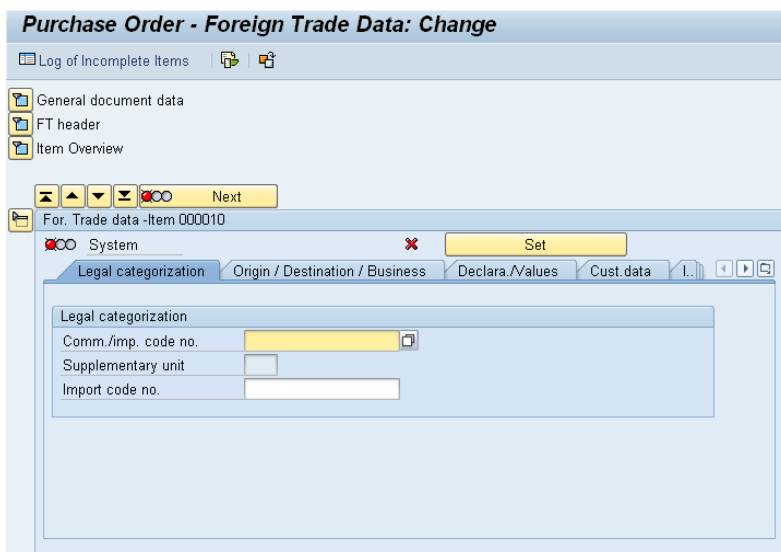 Purchase Order - Foreign Trade Data: Change
Log of Incomplete Items
General document data
FT header
Item Overview
Next
For. Trade data -Item 000010
System Set
Legal categorization Origin / Destination / Business Declara./Values Cust.data I..
Legal categorization
Comm./imp. code no.
Supplementary unit
Import code no.